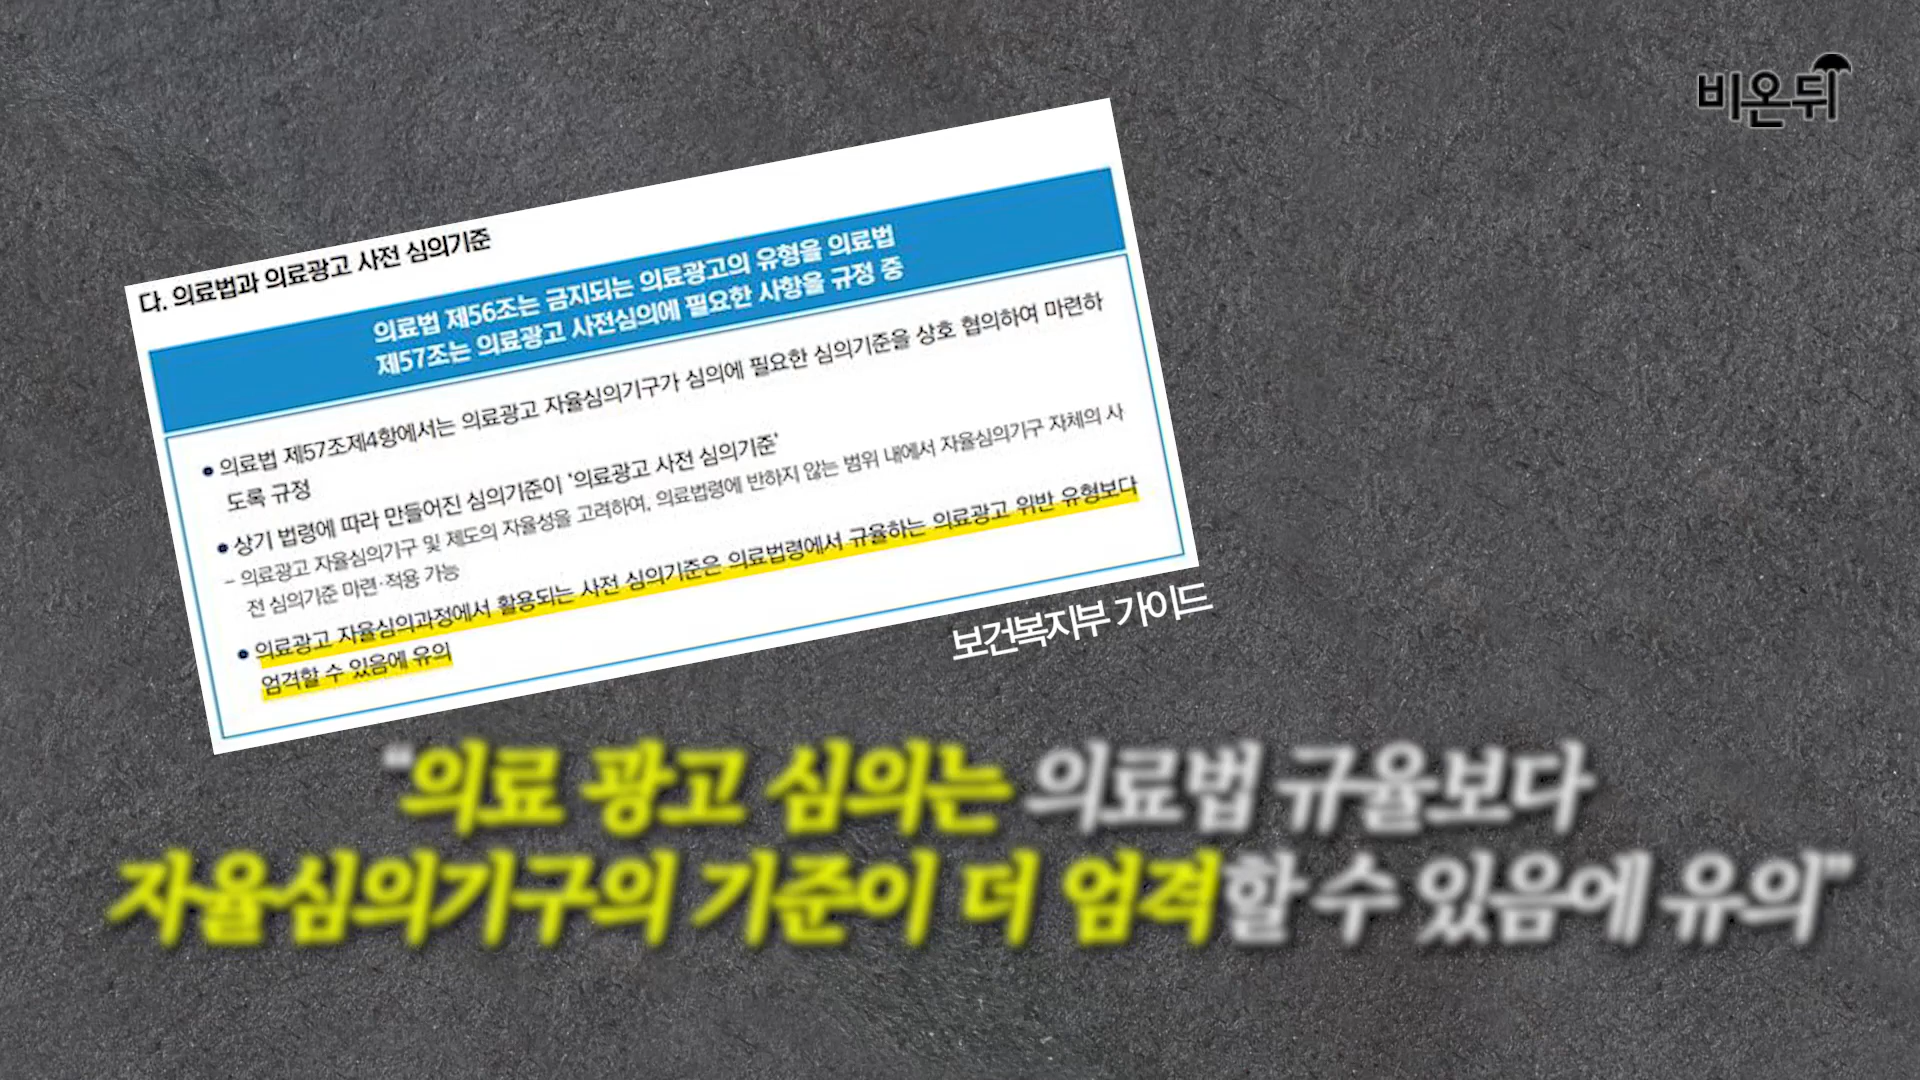 비온뒤
다. 의료법과 의료광고 사전 심의기준
의료법 제56조는 금지되는 의료광고의 유형을 의료법
제57조는 의료광고 사전심의에 필요한 사항을 규정 중
• 의료법 제57조제4항에서는 의료광고 자율심의기구가 심의에 필요한 심의기준을 상호 협의하여 마련하
도록 규정
• 상기 법령에 따라 만들어진 심의기준이 '의료광고 사전 심의기준'
- 의료광고 자율심의기구 및 제도의 자율성을 고려하여, 의료법령에 반하지 않는 범위 내에서 자율심의기구 자체의 사
전 심의기준 마련·적용 가능
• 의료광고 자율심의과정에서 활용되는 사전 심의기준은 의료법령에서 규율하는 의료광고 위반 유형보다
엄격할 수 있음에 유의
보건복지부 가이드
“의료 광고 심의는 의료법 규율보다
자율심의기구의 기준이 더 엄격할 수 있음에 유의”